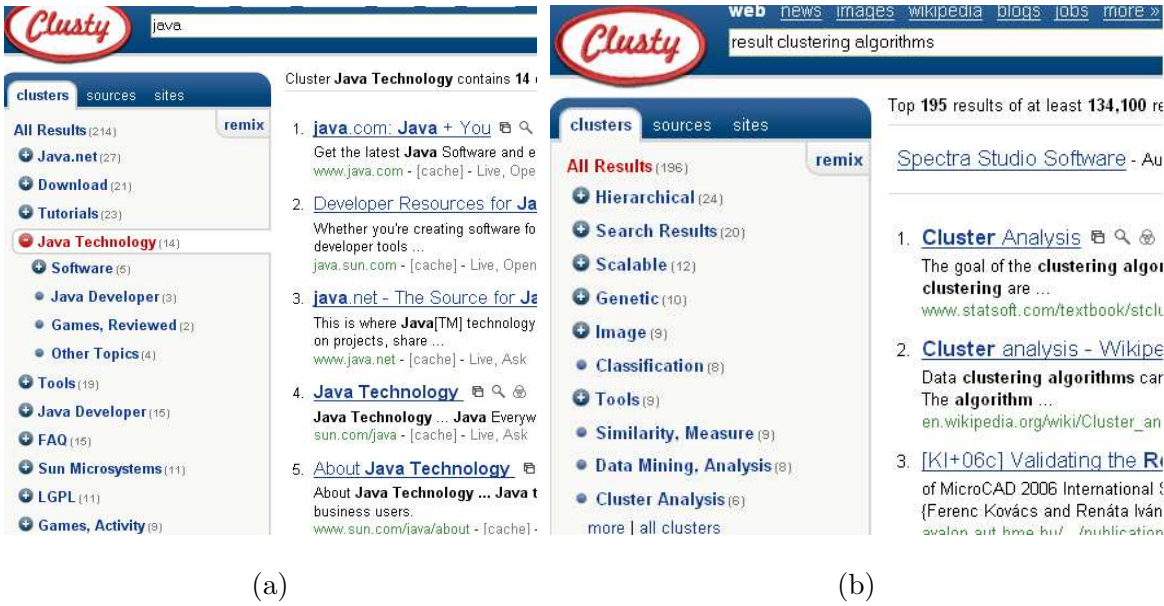 Clusty
java
clusters sources sites
All Results (214) remix
Java.net (27)
Download (21)
Tutorials (23)
Java Technology (14)
Software (5)
Java Developer (3)
Games, Reviewed (2)
Other Topics (4)
Tools (19)
Java Developer (15)
FAQ (15)
Sun Microsystems (11)
LGPL (11)
Games, Activity (9)
Cluster Java Technology contains 14
1. java.com: Java + You
Get the latest Java Software and e
www.java.com - [cache] - Live, Ope
2. Developer Resources for Ja
Whether you're creating software fo
developer tools ...
java.sun.com - [cache] - Live, Open
3. java.net - The Source for Ja
This is where Java[TM] technology
on projects, share ...
www.java.net - [cache] - Live, Ask
4. Java Technology
Java Technology ... Java Everyw
sun.com/java - [cache] - Live, Ask
5. About Java Technology
About Java Technology ... Java t
business users.
www.sun.com/java/about - [cache] -
(a)
Clusty
web news images wikipedia blogs jobs more »
result clustering algorithms
clusters sources sites
All Results (196) remix
Hierarchical (24)
Search Results (20)
Scalable (12)
Genetic (10)
Image (9)
Classification (8)
Tools (9)
Similarity, Measure (9)
Data Mining, Analysis (8)
Cluster Analysis (6)
more | all clusters
Top 195 results of at least 134,100 re
Spectra Studio Software - Au
1. Cluster Analysis
The goal of the clustering algor
clustering are ...
www.statsoft.com/textbook/stclu
2. Cluster analysis - Wikipe
Data clustering algorithms car
The algorithm ...
en.wikipedia.org/wiki/Cluster_an
3. [KI+06c] Validating the Re
of MicroCAD 2006 International S
{Ferenc Kovács and Renáta Iván
(b)